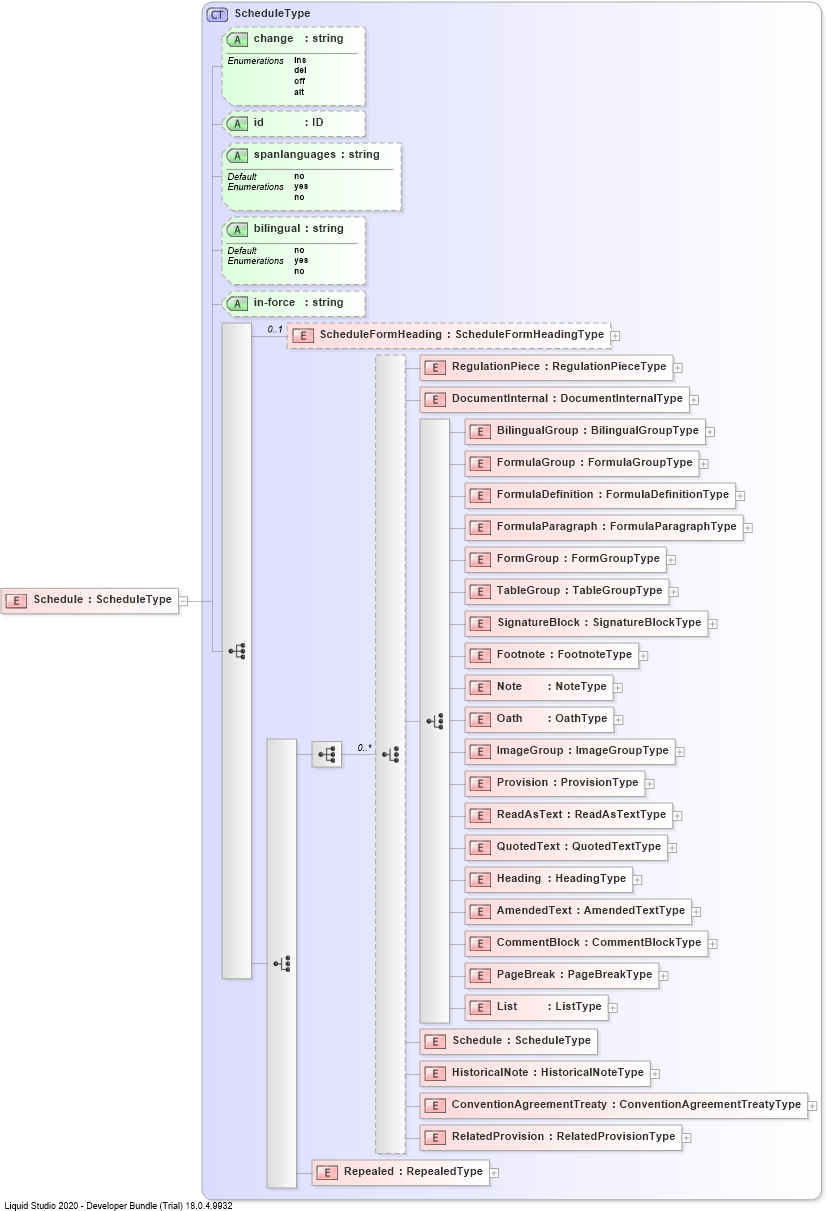 CT ScheduleType
A change : string
Enumerations ins
del
off
alt
A id : ID
A spanlanguages : string
Default no
Enumerations yes
no
A bilingual : string
Default no
Enumerations yes
no
A in-force : string
0..1 E ScheduleFormHeading : ScheduleFormHeadingType
E RegulationPiece : RegulationPieceType
E DocumentInternal : DocumentInternalType
E BilingualGroup : BilingualGroupType
E FormulaGroup : FormulaGroupType
E FormulaDefinition : FormulaDefinitionType
E FormulaParagraph : FormulaParagraphType
E FormGroup : FormGroupType
E TableGroup : TableGroupType
E Schedule : ScheduleType
E SignatureBlock : SignatureBlockType
E Footnote : FootnoteType
E Note : NoteType
E Oath : OathType
0..*
E ImageGroup : ImageGroupType
E Provision : ProvisionType
E ReadAsText : ReadAsTextType
E QuotedText : QuotedTextType
E Heading : HeadingType
E AmendedText : AmendedTextType
E CommentBlock : CommentBlockType
E PageBreak : PageBreakType
E List : ListType
E Schedule : ScheduleType
E HistoricalNote : HistoricalNoteType
E ConventionAgreementTreaty : ConventionAgreementTreatyType
E RelatedProvision : RelatedProvisionType
E Repealed : RepealedType
Liquid Studio 2020 - Developer Bundle (Trial) 18.0.4.9932